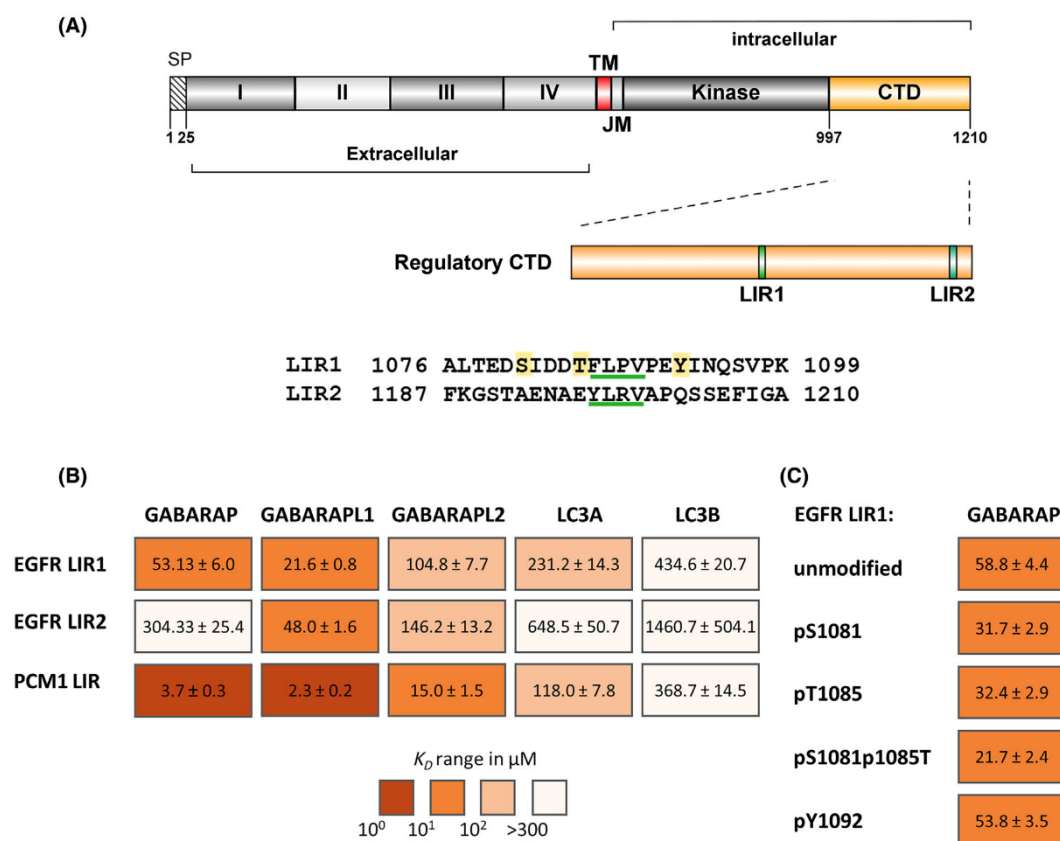 (A)
intracellular
SP
TM
I II III IV Kinase CTD
JM
1 25 997 1210
Extracellular
Regulatory CTD
LIR1 LIR2
LIR1 1076 ALTEDSIDDTFLPVPEYINQSVPK 1099
LIR2 1187 FKGSTAENAEYLRVAPQSSEFIGA 1210
(B)
GABARAP GABARAPL1 GABARAPL2 LC3A LC3B
EGFR LIR1 53.13 ± 6.0 21.6 ± 0.8 104.8 ± 7.7 231.2 ± 14.3 434.6 ± 20.7
EGFR LIR2 304.33 ± 25.4 48.0 ± 1.6 146.2 ± 13.2 648.5 ± 50.7 1460.7 ± 504.1
PCM1 LIR 3.7 ± 0.3 2.3 ± 0.2 15.0 ± 1.5 118.0 ± 7.8 368.7 ± 14.5
K_D range in μM
10⁰ 10¹ 10² >300
(C)
EGFR LIR1: GABARAP
unmodified 58.8 ± 4.4
pS1081 31.7 ± 2.9
pT1085 32.4 ± 2.9
pS1081p1085T 21.7 ± 2.4
pY1092 53.8 ± 3.5